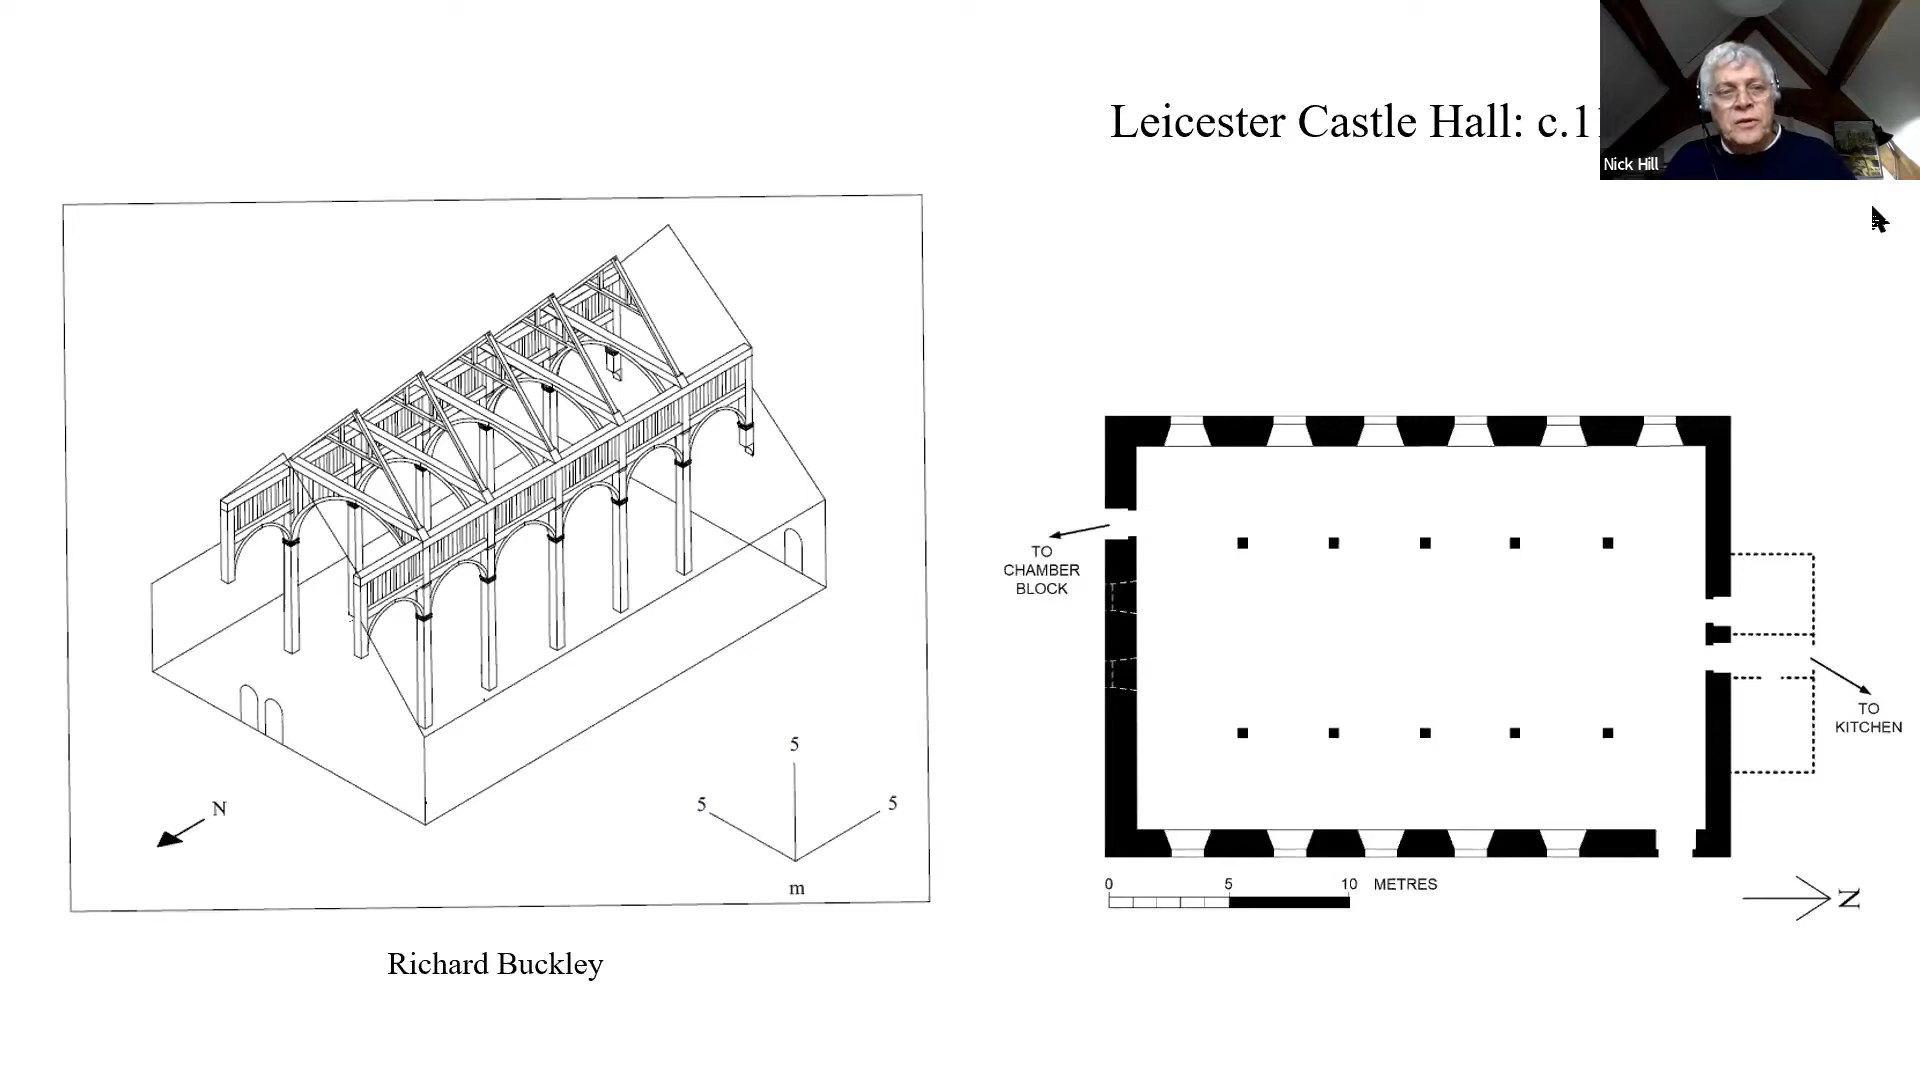 Leicester Castle Hall: c.1
Nick Hill
N
5
5
5
m
Richard Buckley
TO
CHAMBER
BLOCK
TO
KITCHEN
0 5 10 METRES
N